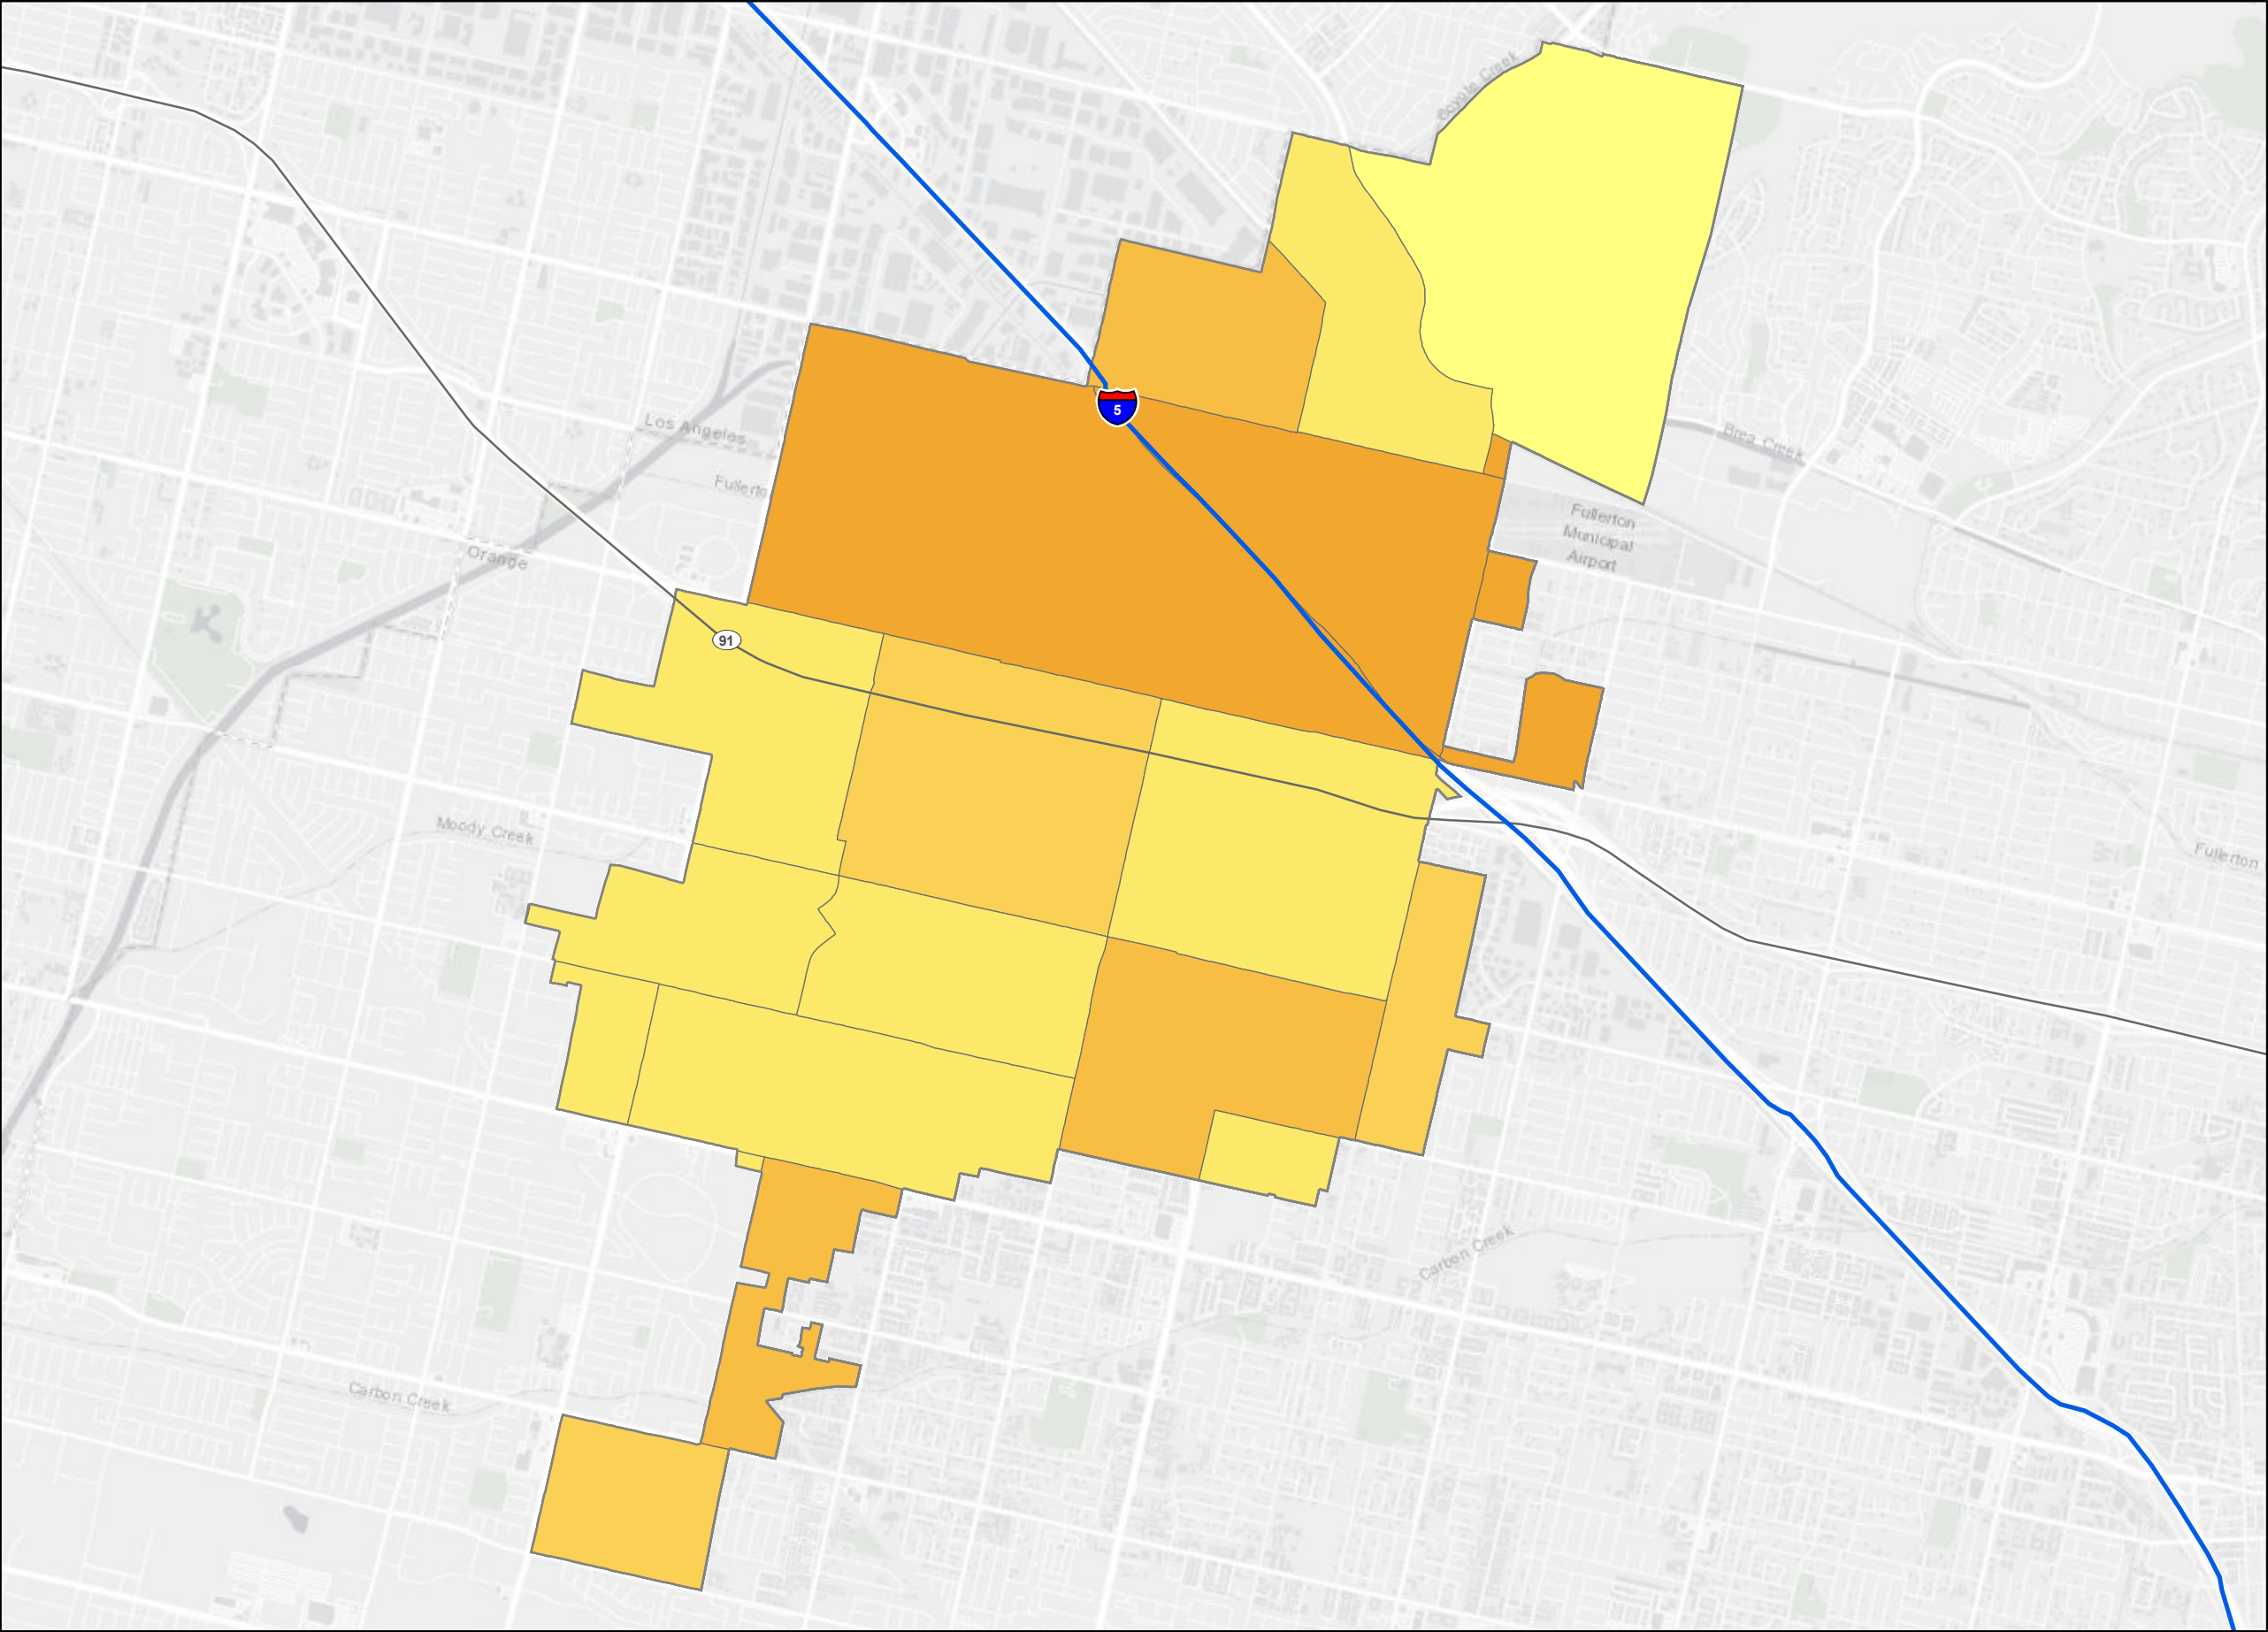 Coyote Creek
5
Los Angeles
Brea Creek
Fullerto
Fullerton
Municipal
Airport
Orange
91
Moody Creek
Fullerton
Carbon Creek
Carbon Creek